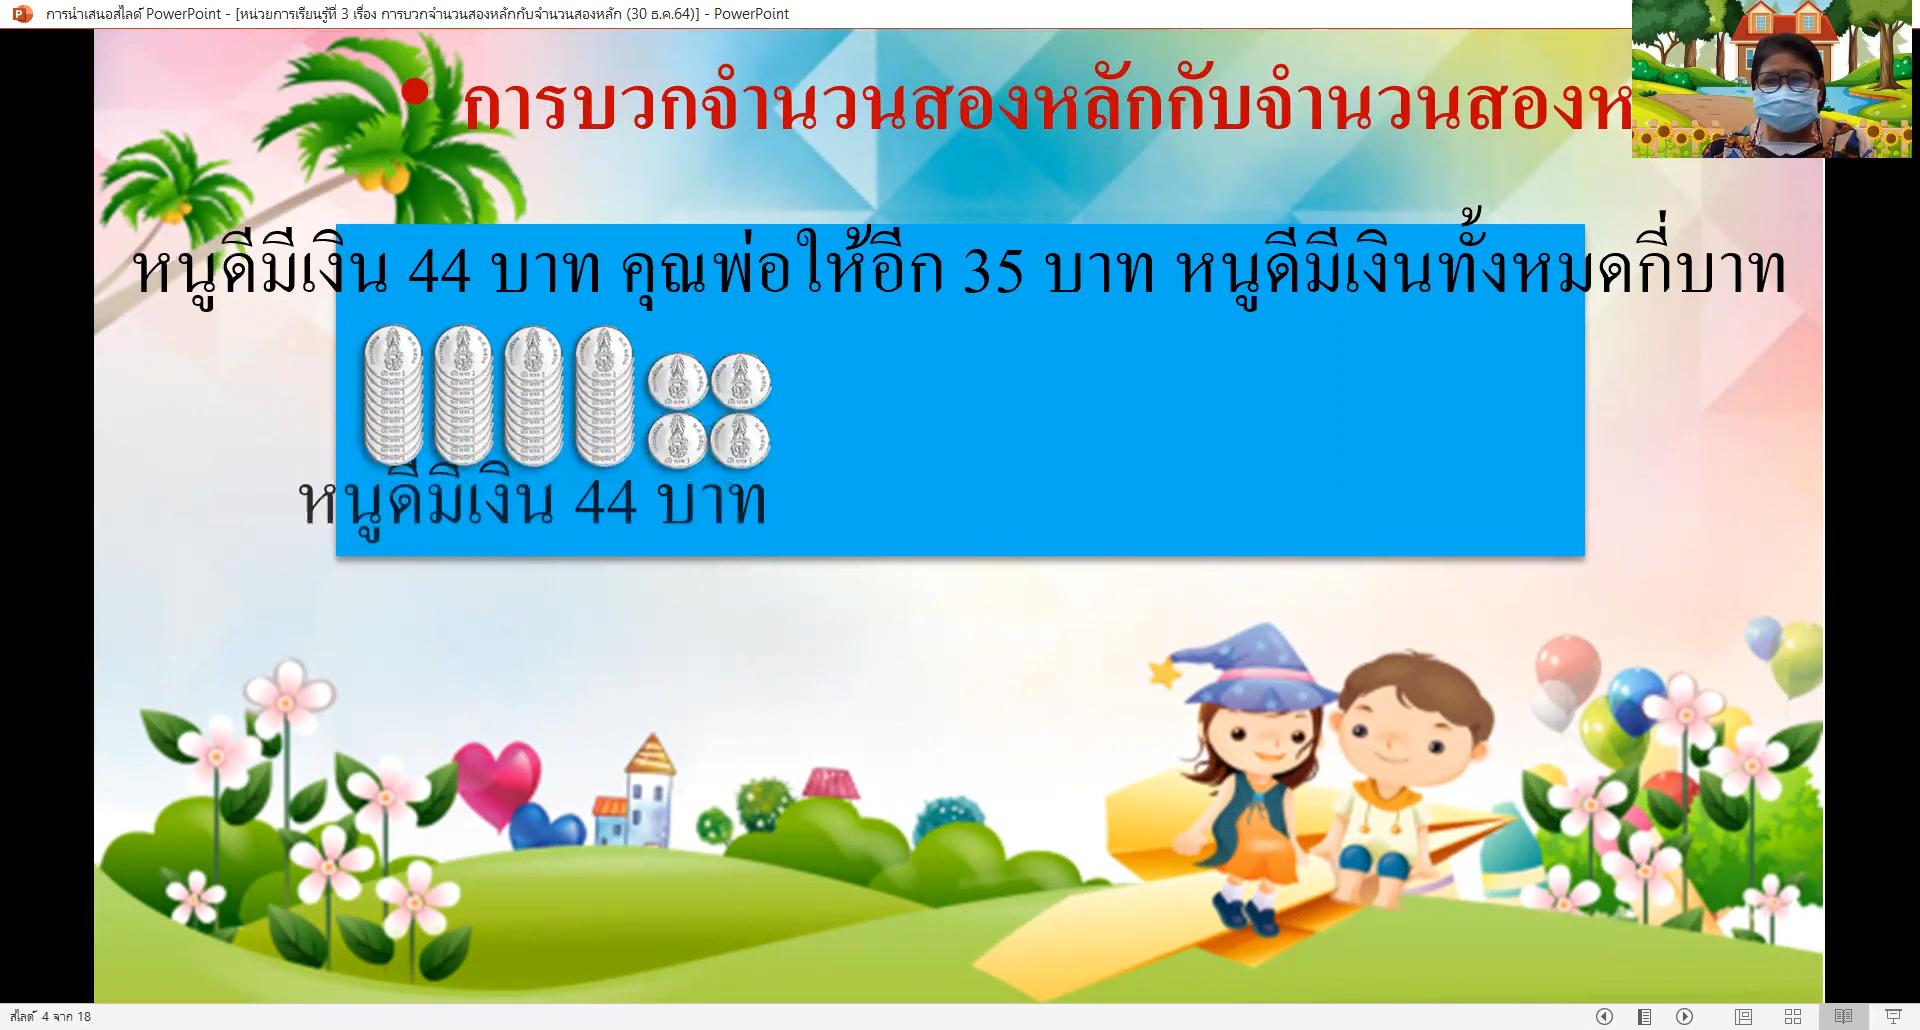 การนำเสนอสไลด์ PowerPoint - [หน่วยการเรียนรู้ที่ 3 เรื่อง การบวกจำนวนสองหลักกับจำนวนสองหลัก (30 ธ.ค.64)] - PowerPoint
• การบวกจำนวนสองหลักกับจำนวนสองห
หนูดีมีเงิน 44 บาท คุณพ่อให้อีก 35 บาท หนูดีมีเงินทั้งหมดกี่บาท
หนูดีมีเงิน 44 บาท
สไลด์ 4 จาก 18